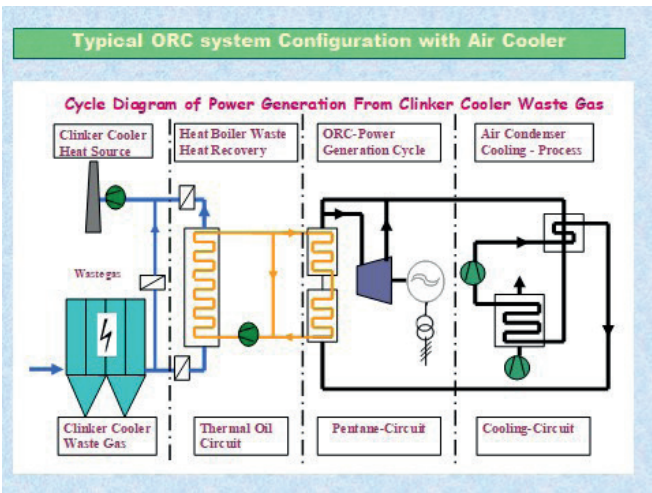 Typical ORC system Configuration with Air Cooler
Cycle Diagram of Power Generation From Clinker Cooler Waste Gas
Clinker Cooler
Heat Source
Heat Boiler Waste
Heat Recovery
ORC-Power
Generation Cycle
Air Condenser
Cooling - Process
Wastegas
Clinker Cooler
Waste Gas
Thermal Oil
Circuit
Pentane-Circuit
Cooling-Circuit